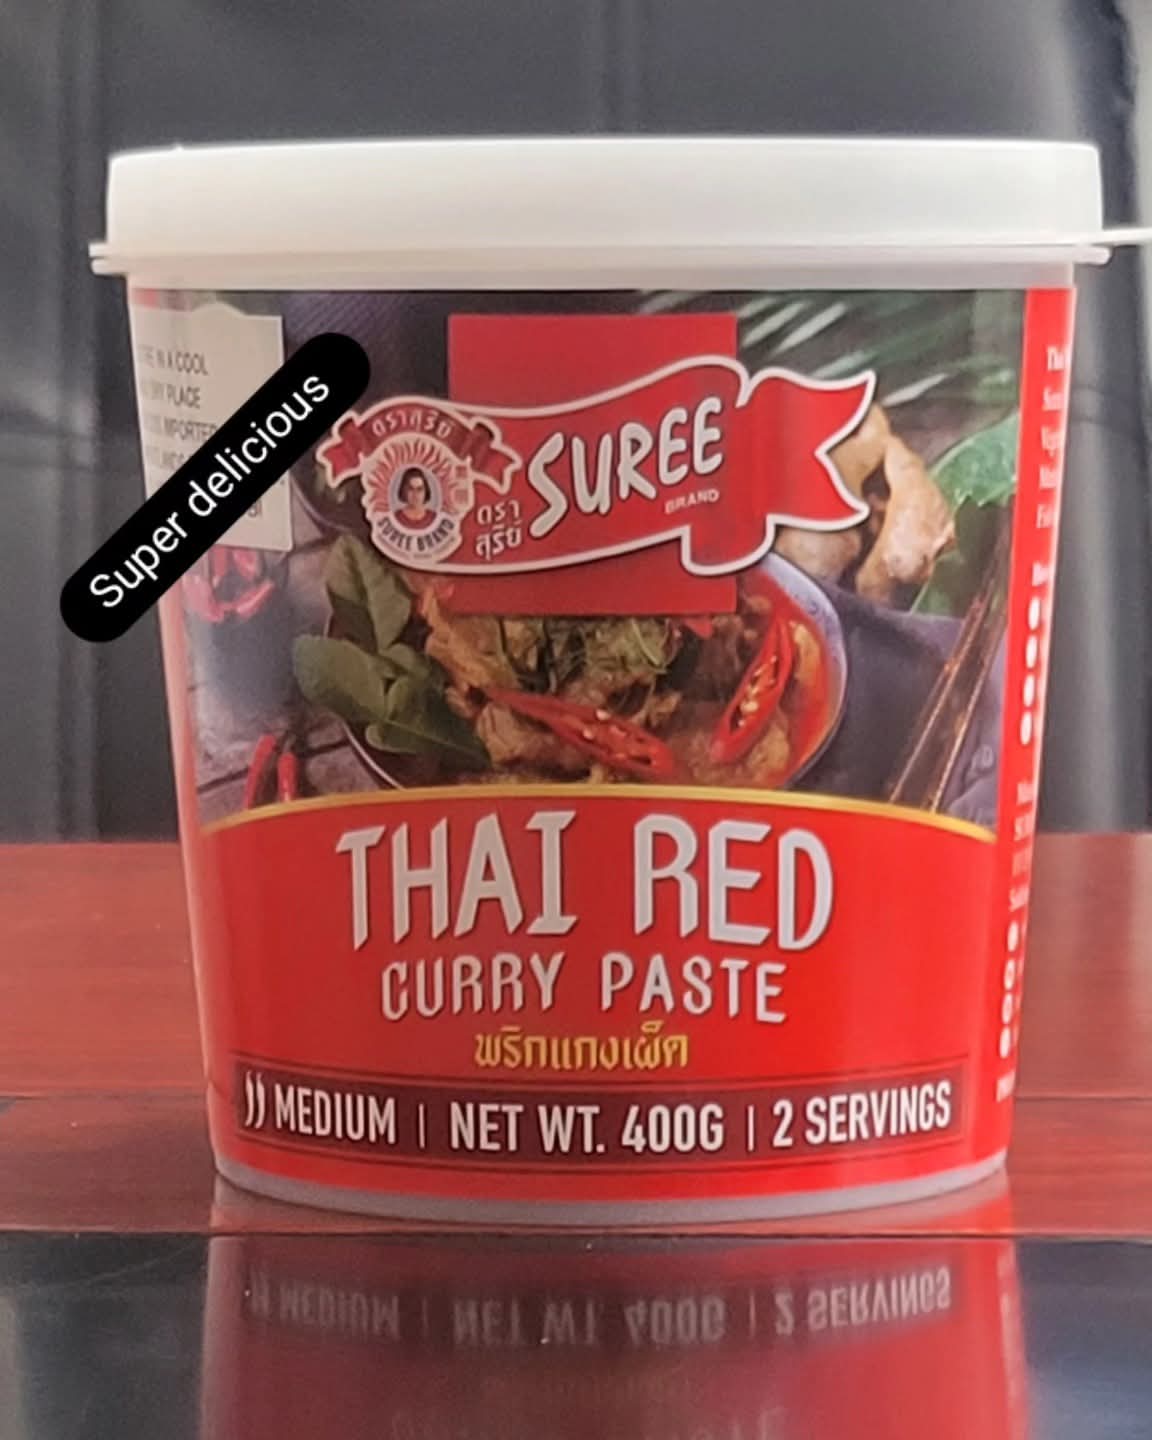 Super delicious
IN A COOL
DRY PLACE
IMPORTED
ตราสุรีย์
SUREE BRAND
ตรา
สุรีย์
SUREE
BRAND
THAI RED
CURRY PASTE
พริกแกงเผ็ด
MEDIUM | NET WT. 400G | 2 SERVINGS